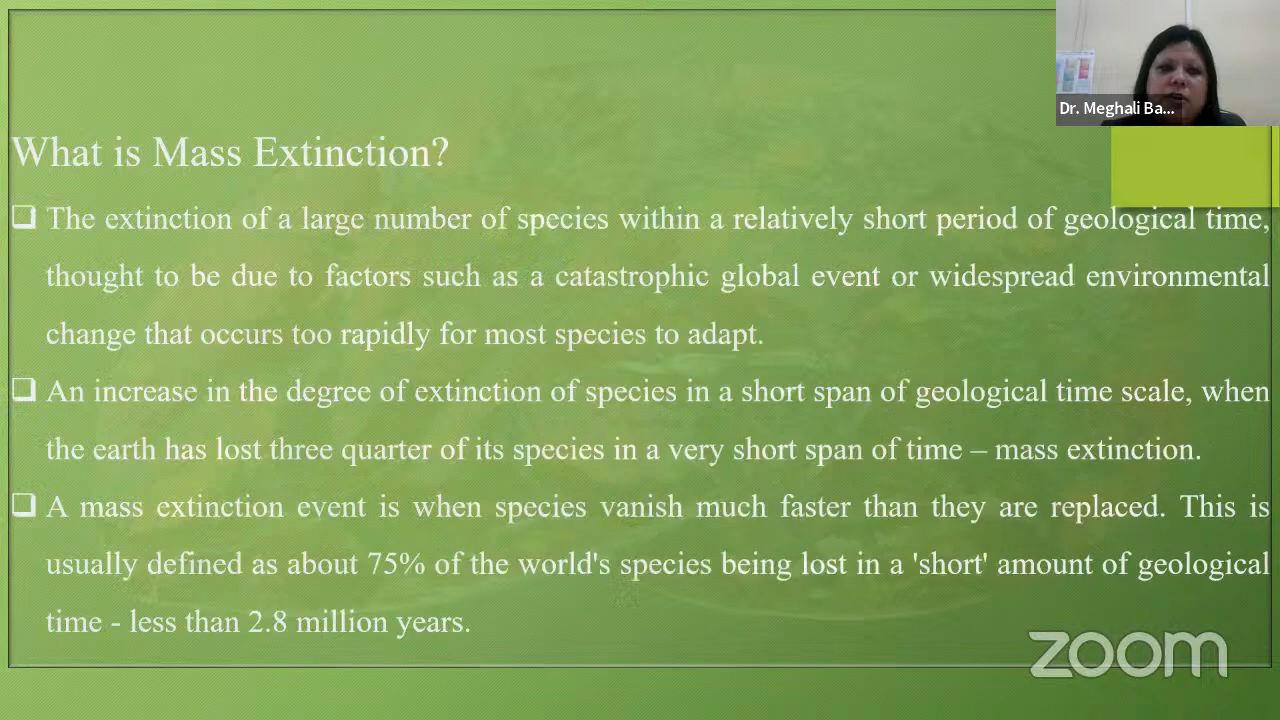 Dr. Meghali Ba...
What is Mass Extinction?
❑ The extinction of a large number of species within a relatively short period of geological time,
thought to be due to factors such as a catastrophic global event or widespread environmental
change that occurs too rapidly for most species to adapt.
❑ An increase in the degree of extinction of species in a short span of geological time scale, when
the earth has lost three quarter of its species in a very short span of time – mass extinction.
❑ A mass extinction event is when species vanish much faster than they are replaced. This is
usually defined as about 75% of the world's species being lost in a 'short' amount of geological
time - less than 2.8 million years.
zoom